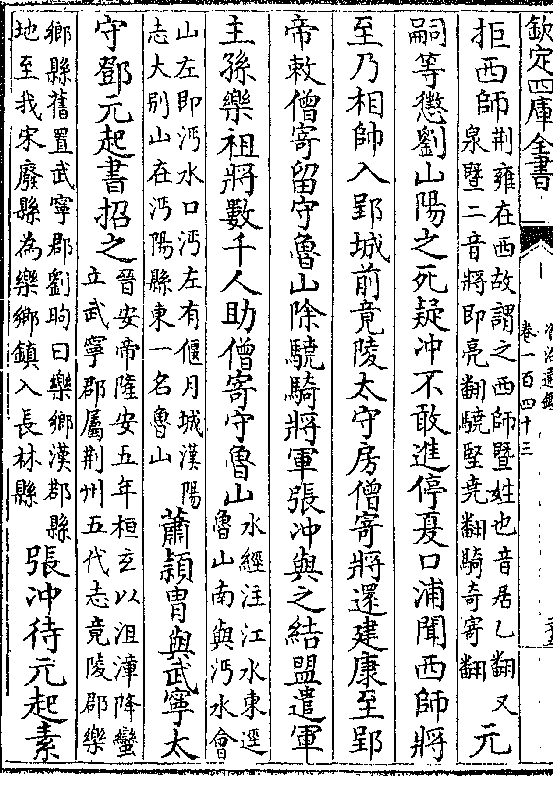 欽定四庫全書
資治通鑑
卷一百四十三
拒西師荆雍在西故謂之西師暨姓也音居乙翻又泉暨二音將即亮翻驍堅堯翻騎奇寄翻元
嗣等懲劉山陽之死疑冲不敢進停夏口浦聞西師將
至乃相帥入郢城前竟陵太守房僧寄將還建康至郢
帝敕僧寄留守魯山除驍騎將軍張冲與之結盟遣軍
主孫樂祖將數千人助僧寄守魯山水經注江水東逕魯山南與沔水會
山左即沔水口沔左有偃月城漢陽志大别山在沔陽縣東一名魯山蕭頴胄與武寧太
守鄧元起書招之晉安帝隆安五年桓玄以沮漳降蠻立武寧郡屬荆州五代志竟陵郡樂
鄉縣舊置武寧郡劉昫曰樂鄉漢郡縣地至我宋廢縣為樂鄉鎮入長林縣張冲待元起素